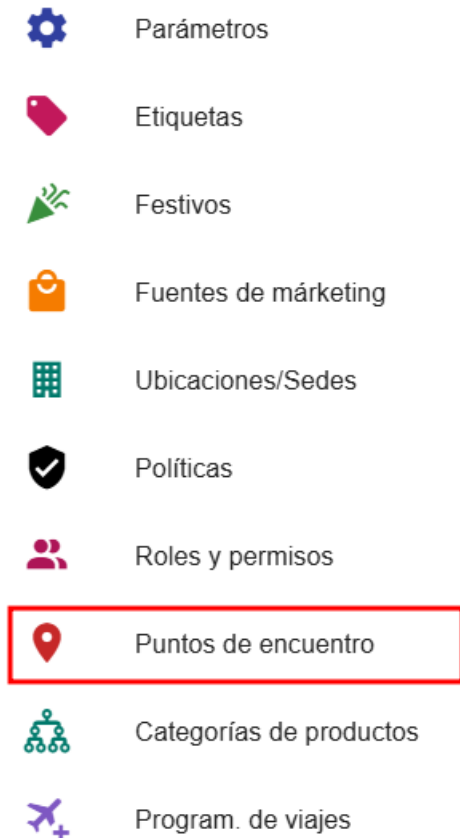 Parámetros
Etiquetas
Festivos
Fuentes de márketing
Ubicaciones/Sedes
Políticas
Roles y permisos
Puntos de encuentro
Categorías de productos
Program. de viajes